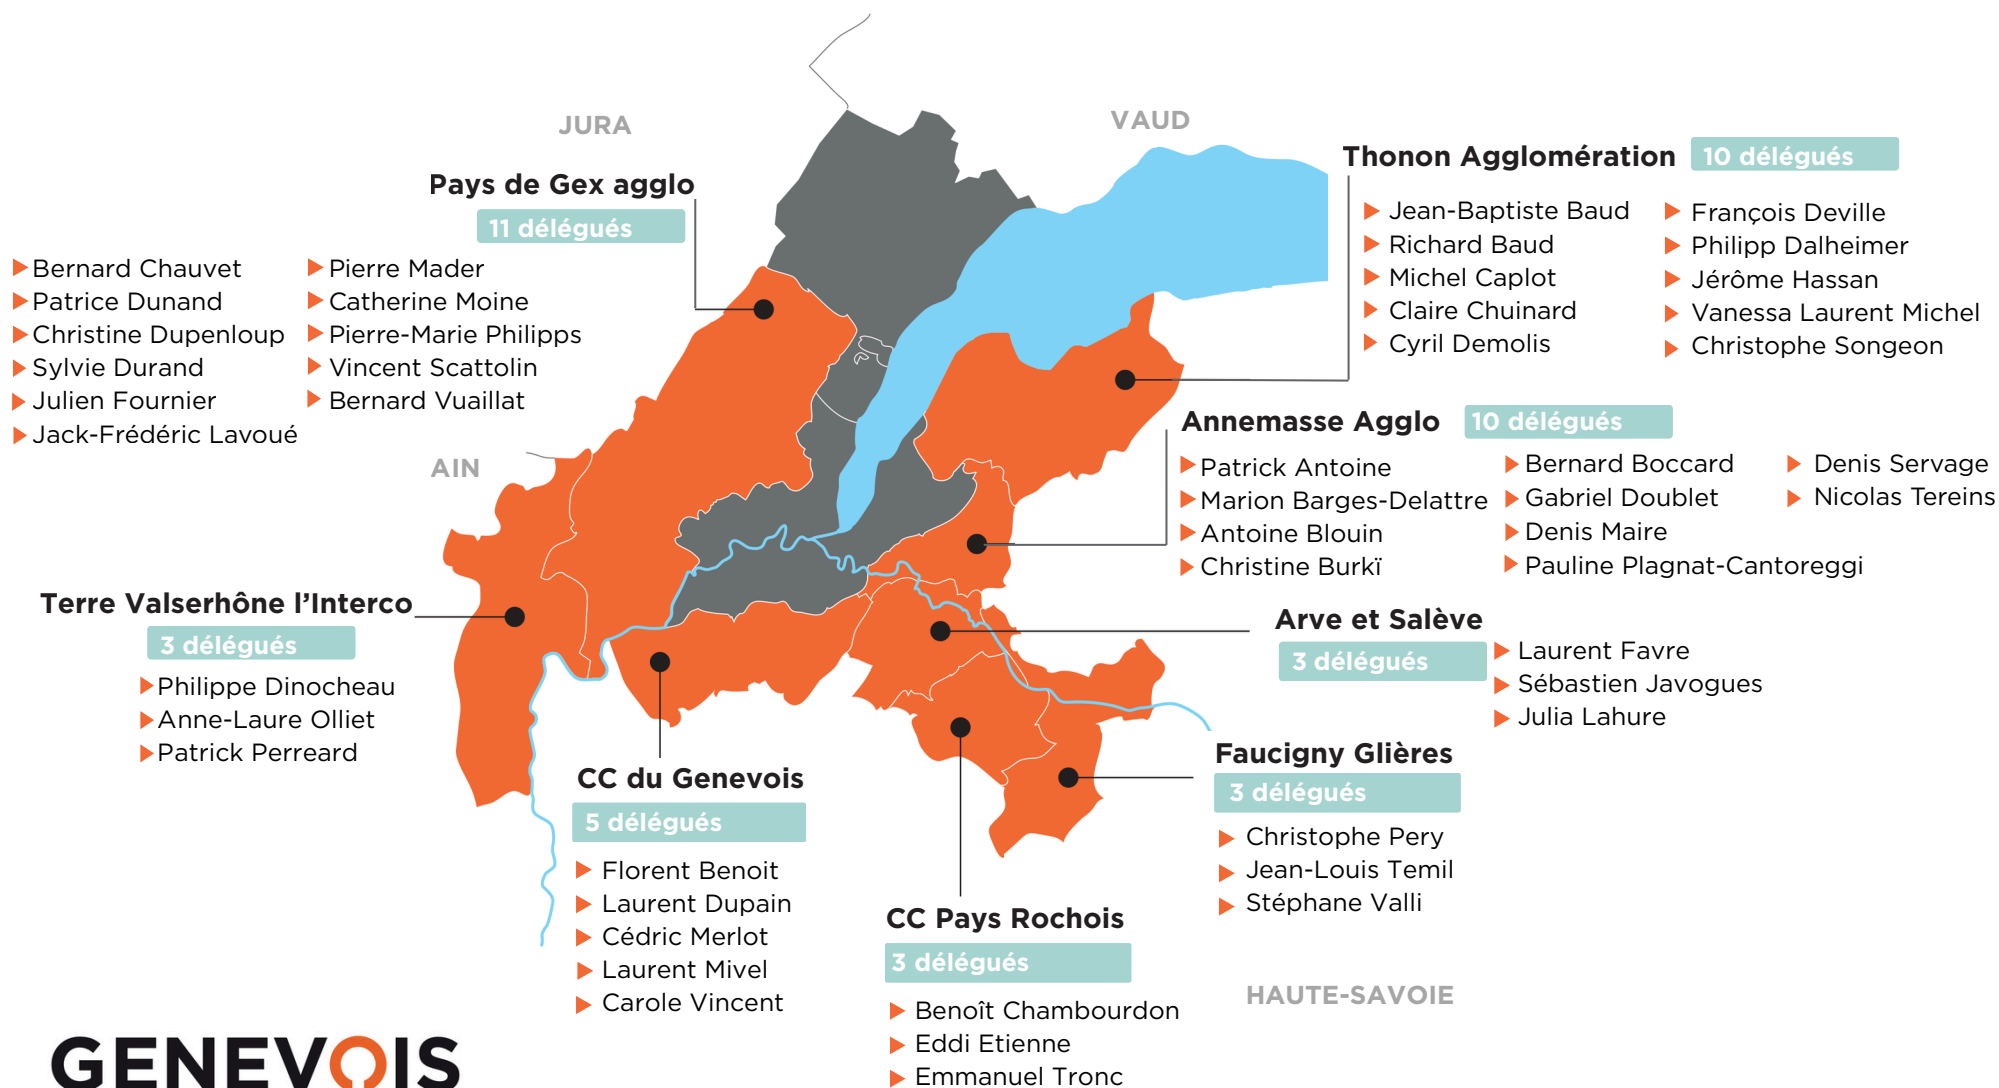 JURA
VAUD
Pays de Gex agglo
11 délégués
Bernard Chauvet
Patrice Dunand
Christine Dupenloup
Sylvie Durand
Julien Fournier
Jack-Frédéric Lavoué
Pierre Mader
Catherine Moine
Pierre-Marie Philipps
Vincent Scattolin
Bernard Vuaillat
Thonon Agglomération
10 délégués
Jean-Baptiste Baud
Richard Baud
Michel Caplot
Claire Chuinard
Cyril Demolis
François Deville
Philipp Dalheimer
Jérôme Hassan
Vanessa Laurent Michel
Christophe Songeon
Annemasse Agglo
10 délégués
Patrick Antoine
Marion Barges-Delattre
Antoine Blouin
Christine Burkï
Bernard Boccard
Gabriel Doublet
Denis Maire
Pauline Plagnat-Cantoreggi
Denis Servage
Nicolas Tereins
AIN
Terre Valserhône l’Interco
3 délégués
Philippe Dinocheau
Anne-Laure Olliet
Patrick Perreard
Arve et Salève
3 délégués
Laurent Favre
Sébastien Javogues
Julia Lahure
CC du Genevois
5 délégués
Florent Benoit
Laurent Dupain
Cédric Merlot
Laurent Mivel
Carole Vincent
Faucigny Glières
3 délégués
Christophe Pery
Jean-Louis Temil
Stéphane Valli
CC Pays Rochois
3 délégués
Benoît Chambourdon
Eddi Etienne
Emmanuel Tronc
HAUTE-SAVOIE
GENEVOIS